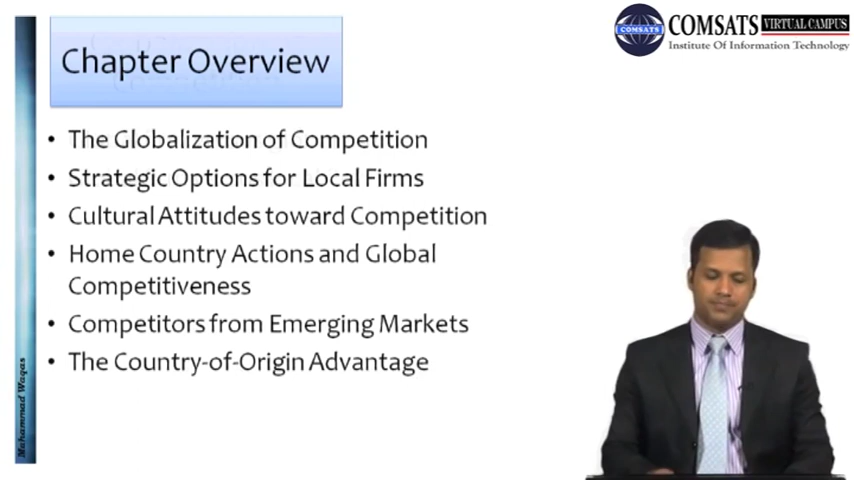 Chapter Overview
COMSATS
COMSATS VIRTUAL CAMPUS
Institute Of Information Technology
• The Globalization of Competition
• Strategic Options for Local Firms
• Cultural Attitudes toward Competition
• Home Country Actions and Global
Competitiveness
• Competitors from Emerging Markets
• The Country-of-Origin Advantage
Muhammad Waqas